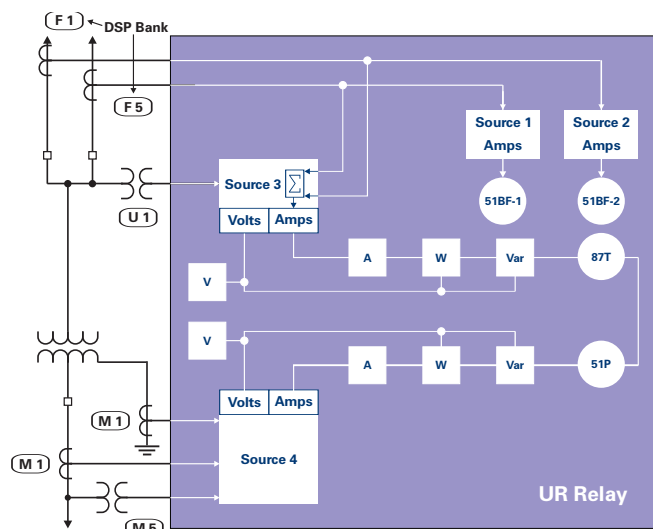 F 1
DSP Bank
F 5
Source 1
Amps
Source 2
Amps
Source 3
Σ
U 1
51BF-1
51BF-2
Volts
Amps
A
W
Var
87T
V
V
A
W
Var
51P
Volts
Amps
M 1
Source 4
M 1
UR Relay
M 5